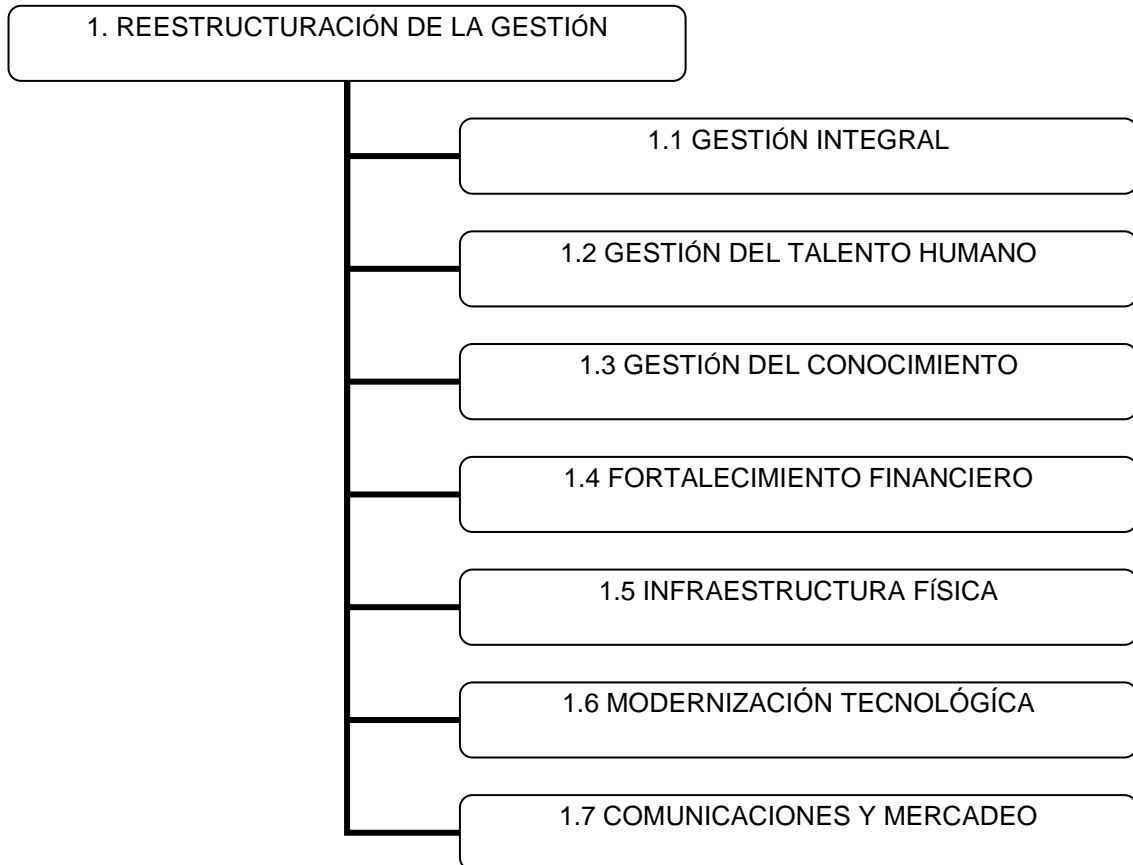 1. REESTRUCTURACIÓN DE LA GESTIÓN
1.1 GESTIÓN INTEGRAL
1.2 GESTIÓN DEL TALENTO HUMANO
1.3 GESTIÓN DEL CONOCIMIENTO
1.4 FORTALECIMIENTO FINANCIERO
1.5 INFRAESTRUCTURA FÍSICA
1.6 MODERNIZACIÓN TECNOLÓGÍCA
1.7 COMUNICACIONES Y MERCADEO